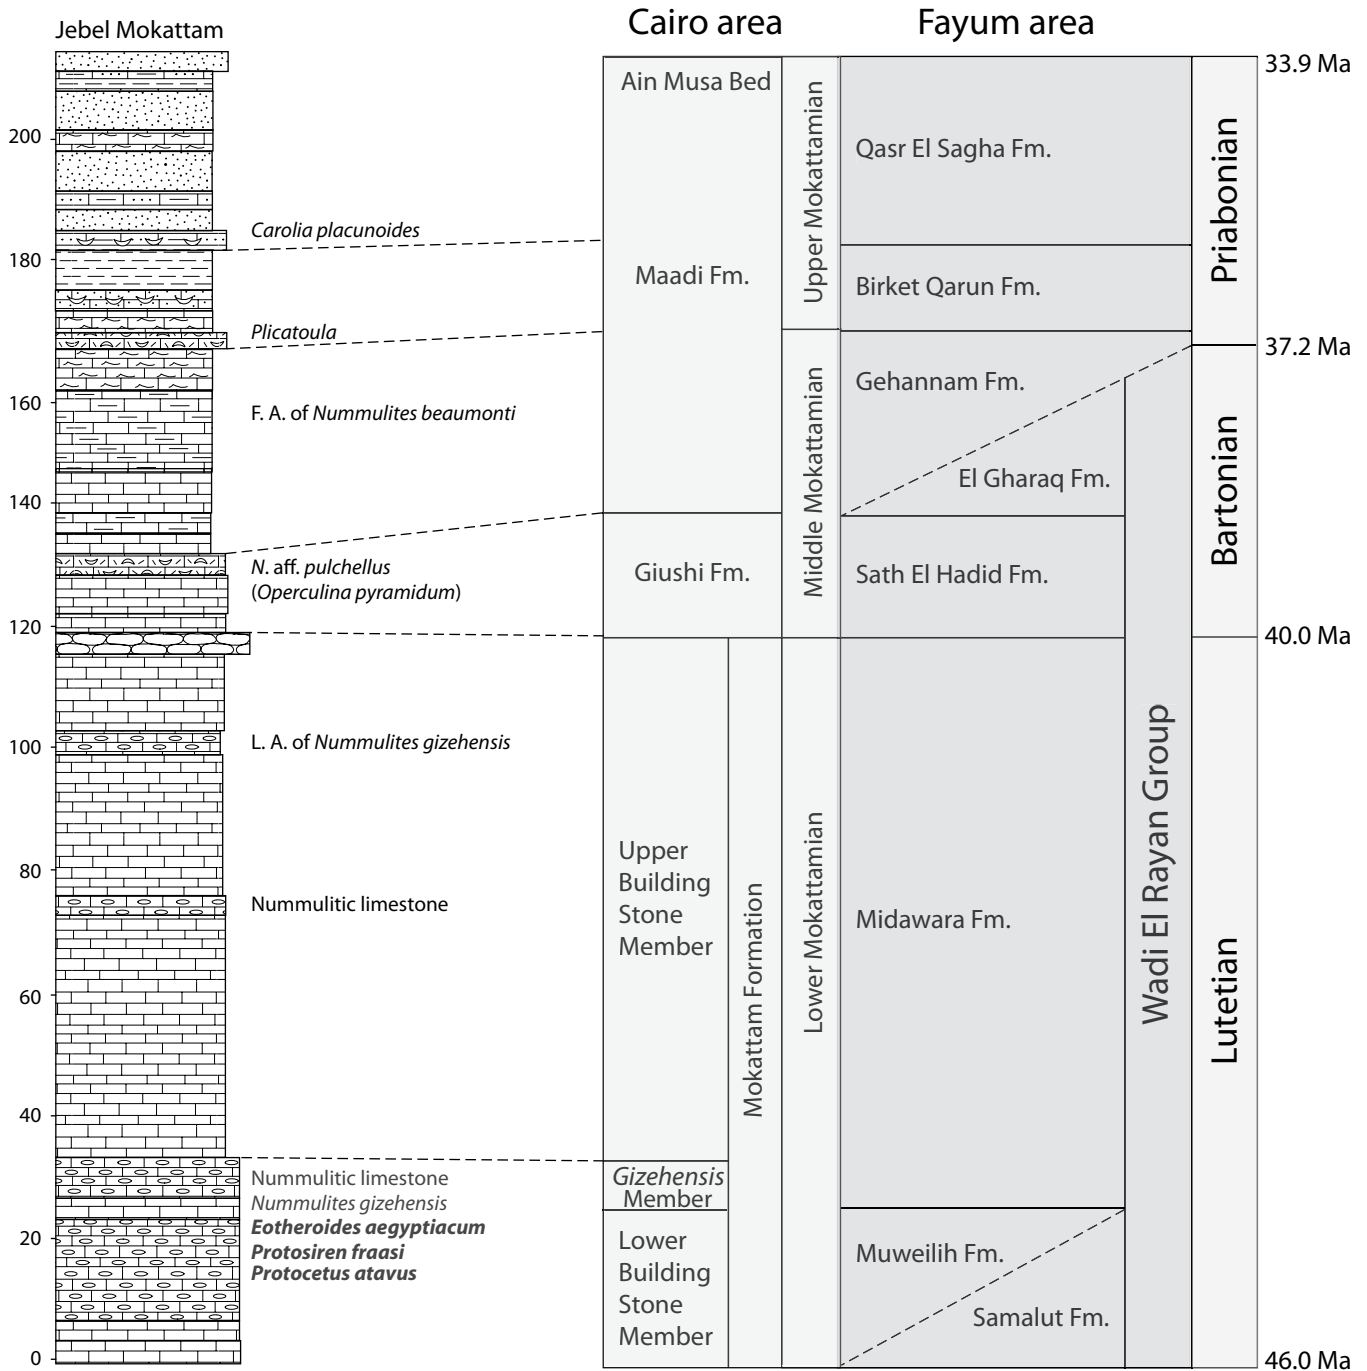 Jebel Mokattam
Cairo area
Fayum area
200
180
160
140
120
100
80
60
40
20
0
Carolia placunoides
Plicatoula
F. A. of Nummulites beaumonti
N. aff. pulchellus
(Operculina pyramidum)
L. A. of Nummulites gizehensis
Nummulitic limestone
Nummulitic limestone
Nummulites gizehensis
Eotheroides aegyptiacum
Protosiren fraasi
Protocetus atavus
Ain Musa Bed
Maadi Fm.
Giushi Fm.
Upper
Building
Stone
Member
Gizehensis
Member
Lower
Building
Stone
Member
Mokattam Formation
Upper Mokattamian
Middle Mokattamian
Lower Mokattamian
Qasr El Sagha Fm.
Birket Qarun Fm.
Gehannam Fm.
El Gharaq Fm.
Sath El Hadid Fm.
Midawara Fm.
Muweilih Fm.
Samalut Fm.
Wadi El Rayan Group
Priabonian
Bartonian
Lutetian
33.9 Ma
37.2 Ma
40.0 Ma
46.0 Ma